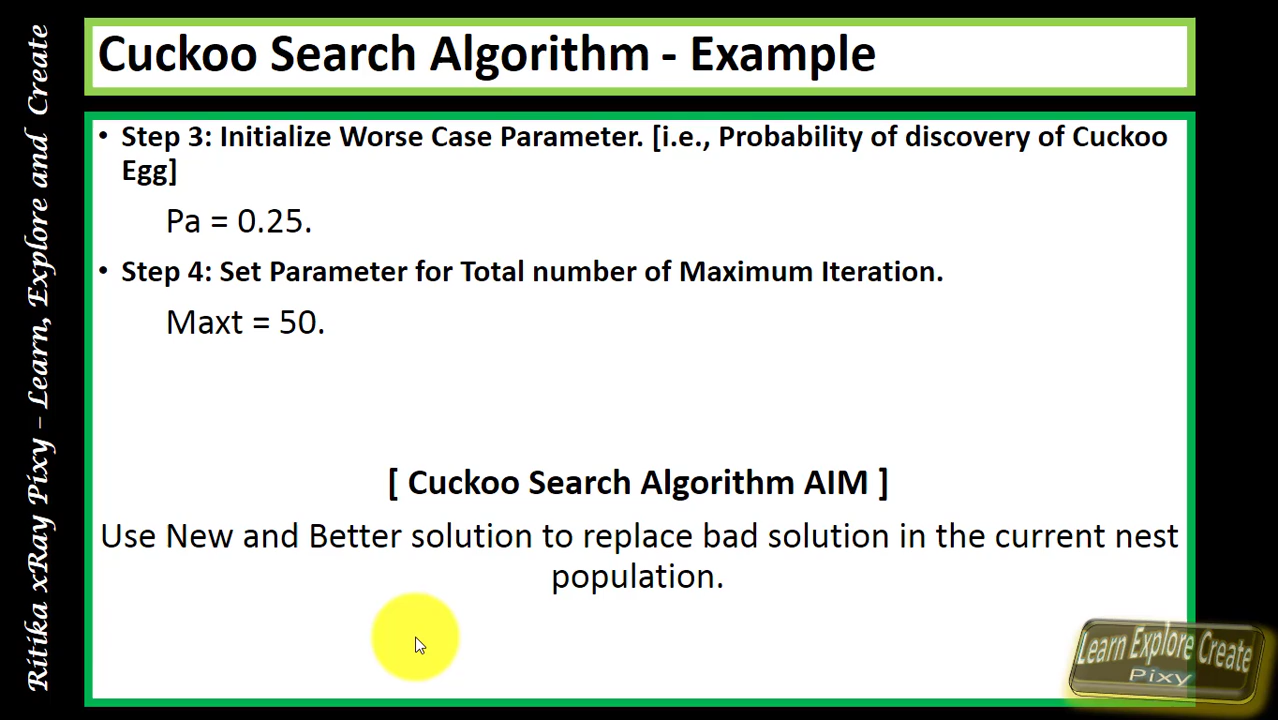 Cuckoo Search Algorithm - Example
• Step 3: Initialize Worse Case Parameter. [i.e., Probability of discovery of Cuckoo
Egg]
Pa = 0.25.
• Step 4: Set Parameter for Total number of Maximum Iteration.
Maxt = 50.
[ Cuckoo Search Algorithm AIM ]
Use New and Better solution to replace bad solution in the current nest
population.
Ritika xRay Pixy – Learn, Explore and Create
Learn Explore Create
Pixy